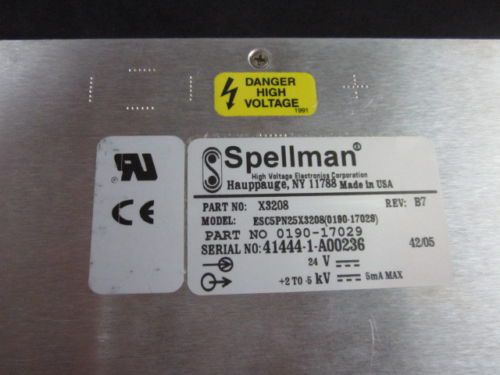 DANGER
HIGH
VOLTAGE
1991
Spellman®
High Voltage Electronics Corporation
Hauppauge, NY 11788 Made in USA
PART NO: X3208 REV: B7
MODEL: ESC5PN25X3208(0190-17029)
PART NO 0190-17029
SERIAL NO: 41444-1-A00236 42/05
24 V
+2 TO -5 kV 5mA MAX
CE